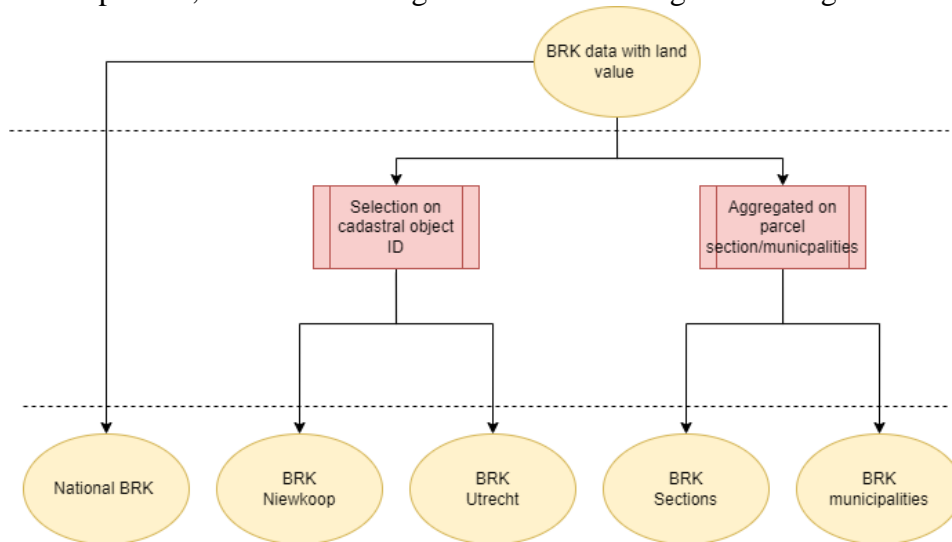 BRK data with land
value
Selection on
cadastral object
ID
Aggregated on
parcel
section/municpalities
National BRK
BRK
Niewkoop
BRK
Utrecht
BRK
Sections
BRK
municipalities